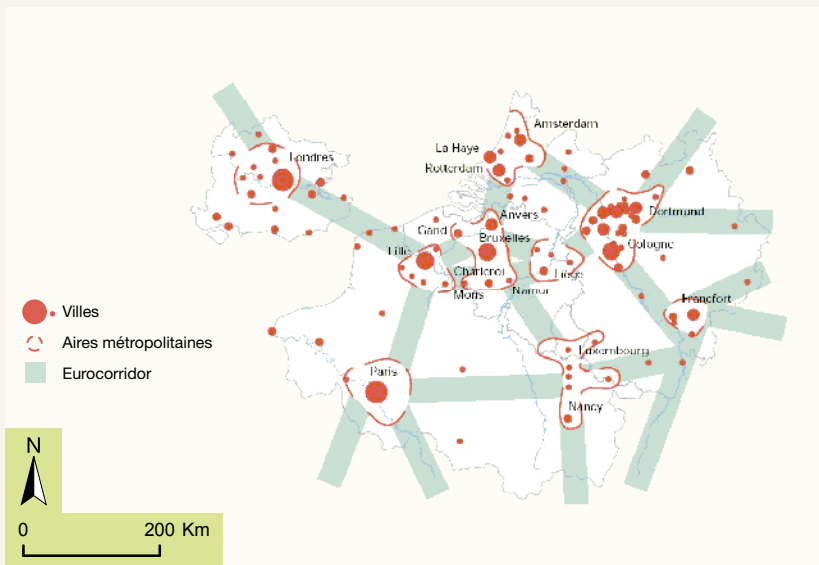 Amsterdam
La Haye
Rotterdam
Londres
Anvers
Gand
Bruxelles
Lille
Dortmund
Cologne
Charleroi
Liège
Mons
Namur
Francfort
Luxembourg
Paris
Nancy
Villes
Aires métropolitaines
Eurocorridor
N
0 200 Km